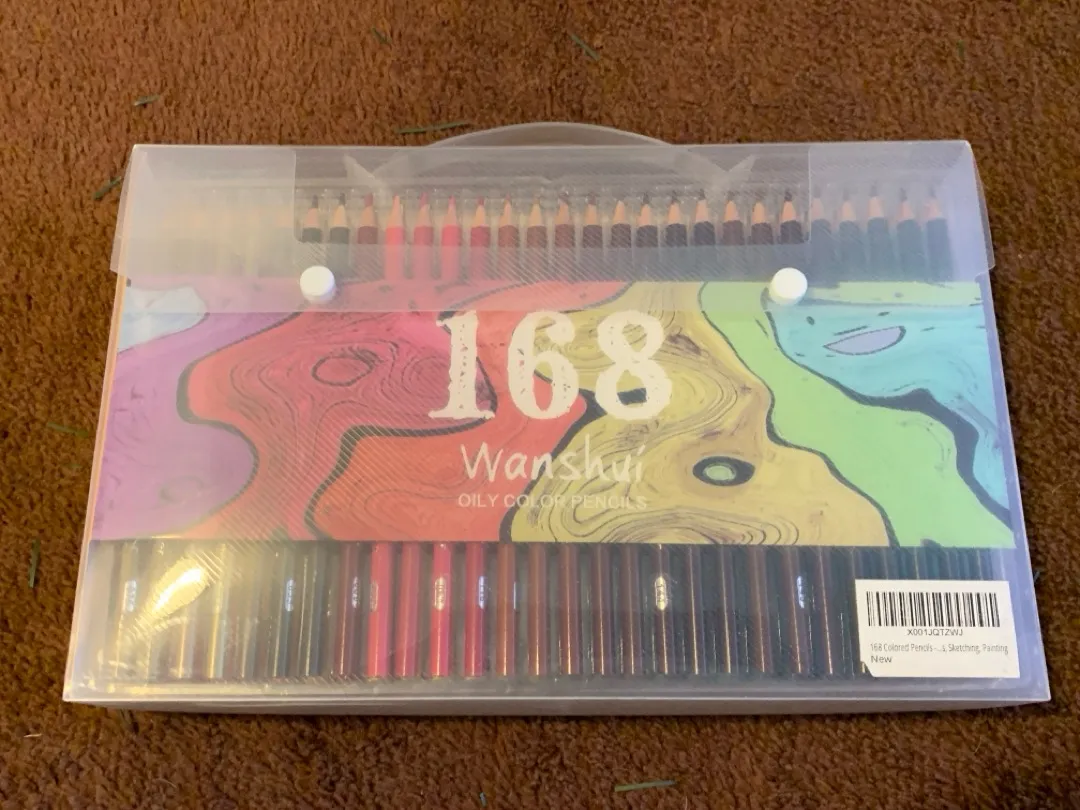 168
Wanshui
OILY COLOR PENCILS
X001JQTZWJ
168 Colored Pencils -...s, Sketching, Painting
New